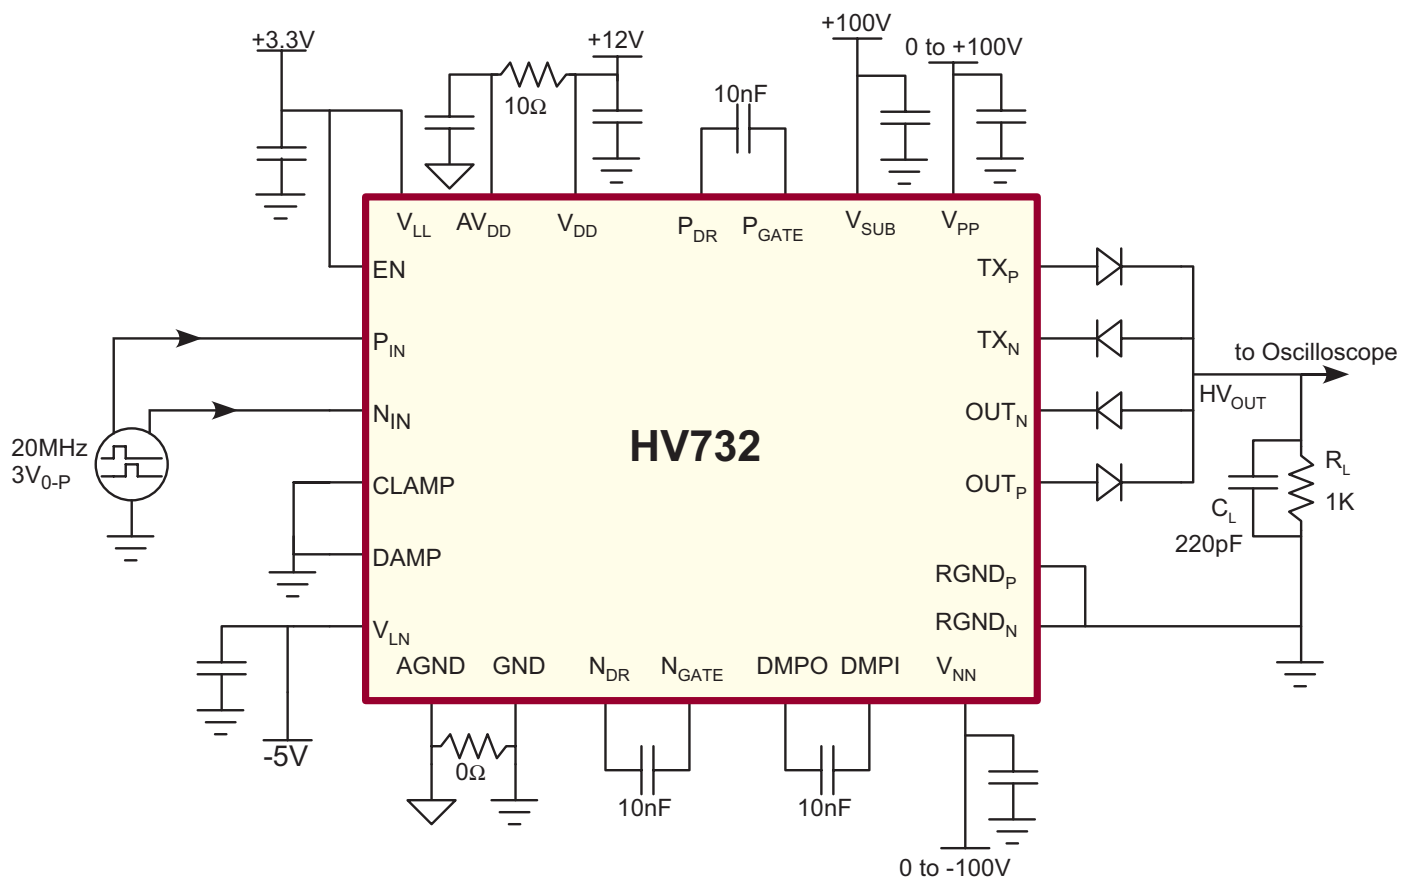 +100V
+3.3V
+12V
0 to +100V
10Ω
10nF
VLL
AVDD
VDD
PDR
PGATE
VSUB
VPP
EN
TXP
PIN
TXN
to Oscilloscope
HVOUT
NIN
OUTN
HV732
20MHz
3V0-P
CLAMP
OUTP
RL
1K
CL
220pF
DAMP
RGNDP
VLN
RGNDN
AGND
GND
NDR
NGATE
DMPO
DMPI
VNN
-5V
0Ω
10nF
10nF
0 to -100V